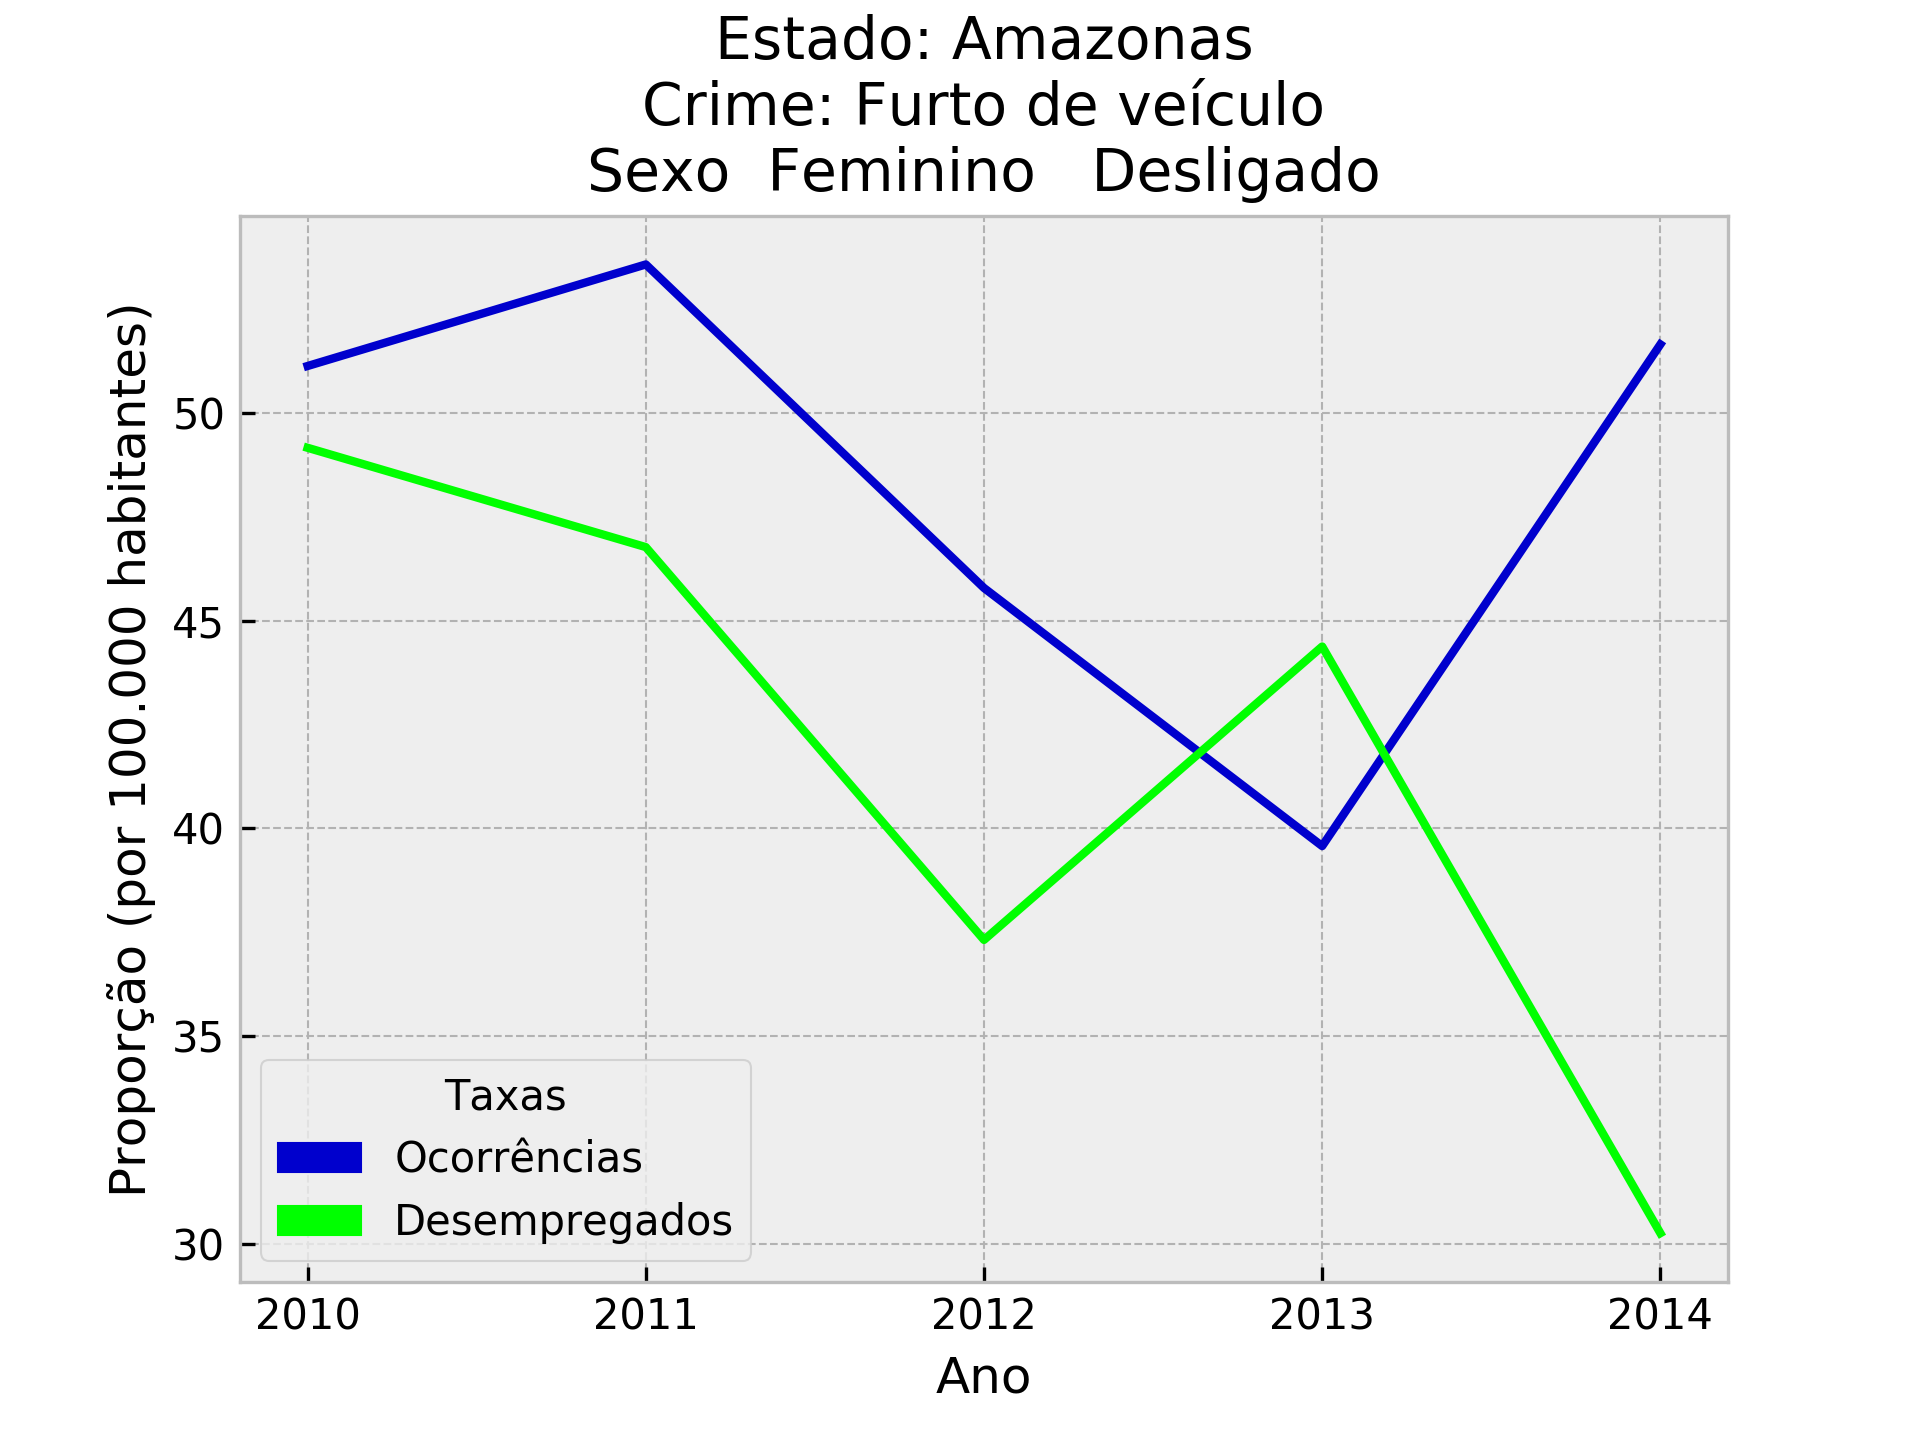 Estado: Amazonas
Crime: Furto de veículo
Sexo  Feminino   Desligado
Proporção (por 100.000 habitantes)
50
45
40
35
30
Taxas
Ocorrências
Desempregados
2010 2011 2012 2013 2014
Ano